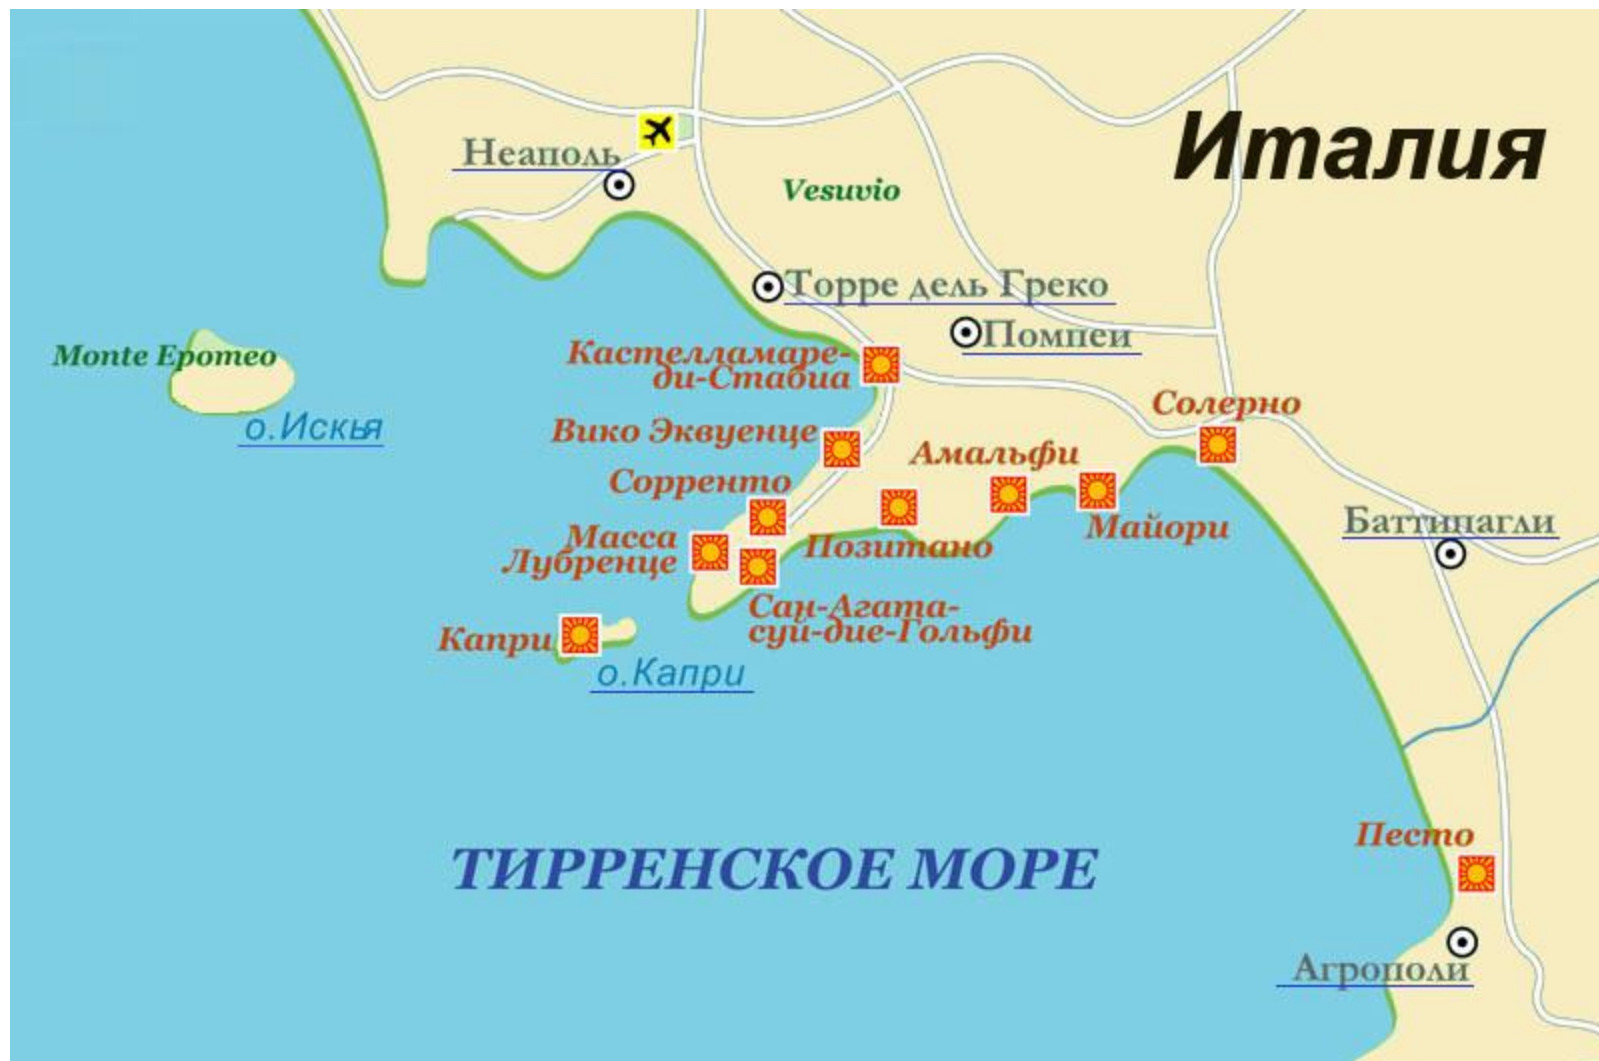 Италия
Неаполь
Vesuvio
Торре дель Греко
Помпеи
Monte Epomeo
о.Искья
Кастелламаре-
ди-Стабиа
Солерно
Вико Эквуенце
Амальфи
Сорренто
Майори
Баттипагли
Масса
Лубренце
Позитано
Сан-Агата-
суй-дие-Гольфи
Капри
о.Капри
Песто
ТИРРЕНСКОЕ МОРЕ
Агрополи